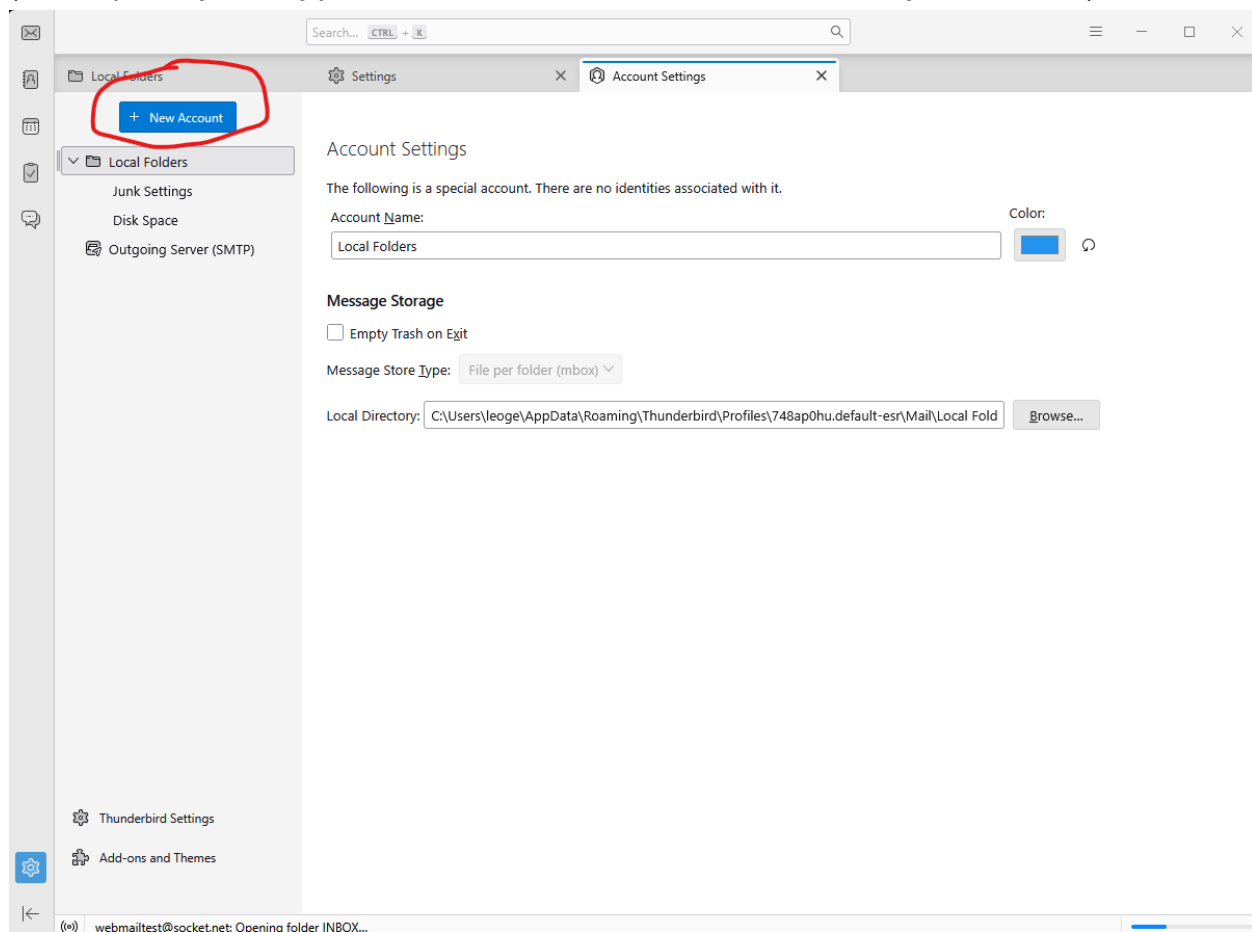 Search... CTRL + K
Local Folders
Settings
Account Settings
+ New Account
Local Folders
Junk Settings
Disk Space
Outgoing Server (SMTP)
Account Settings
The following is a special account. There are no identities associated with it.
Account Name:
Color:
Local Folders
Message Storage
Empty Trash on Exit
Message Store Type: File per folder (mbox)
Local Directory: C:\Users\leoge\AppData\Roaming\Thunderbird\Profiles\748ap0hu.default-esr\Mail\Local Fold Browse...
Thunderbird Settings
Add-ons and Themes
webmailtest@socket.net: Opening folder INBOX...